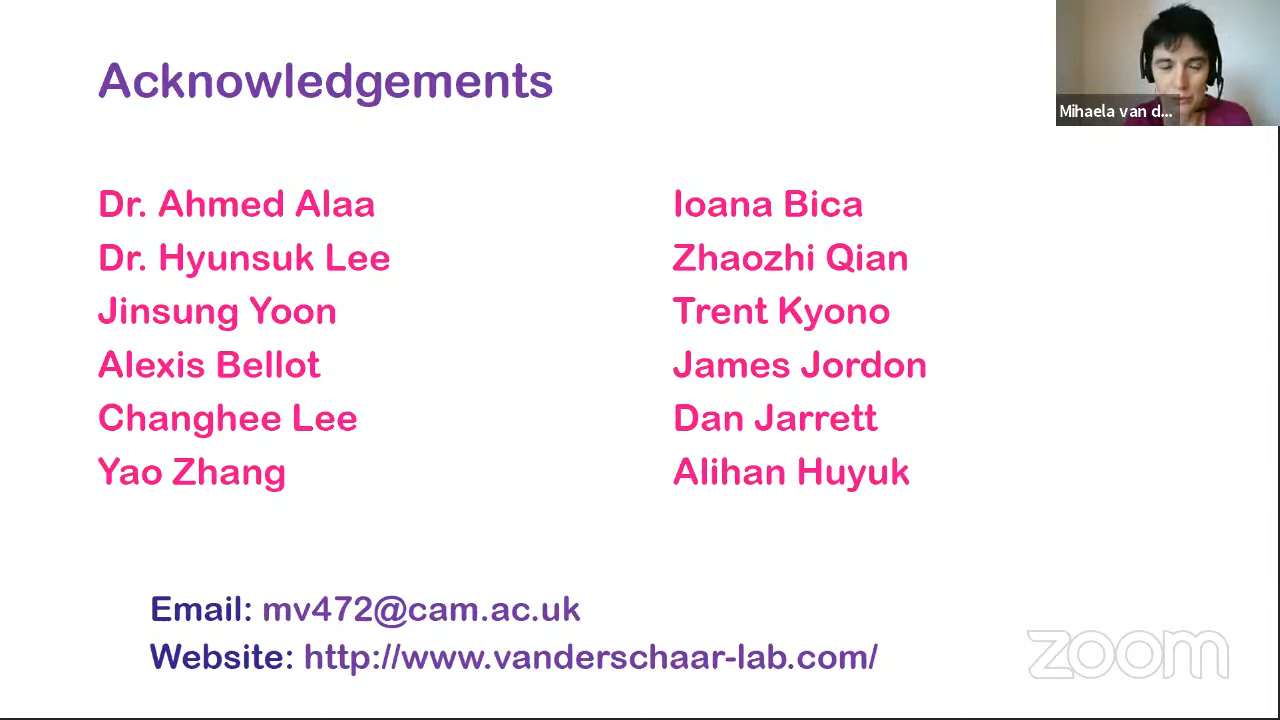 Acknowledgements
Mihaela van d...
Dr. Ahmed Alaa
Dr. Hyunsuk Lee
Jinsung Yoon
Alexis Bellot
Changhee Lee
Yao Zhang
Ioana Bica
Zhaozhi Qian
Trent Kyono
James Jordon
Dan Jarrett
Alihan Huyuk
Email: mv472@cam.ac.uk
Website: http://www.vanderschaar-lab.com/
zoom